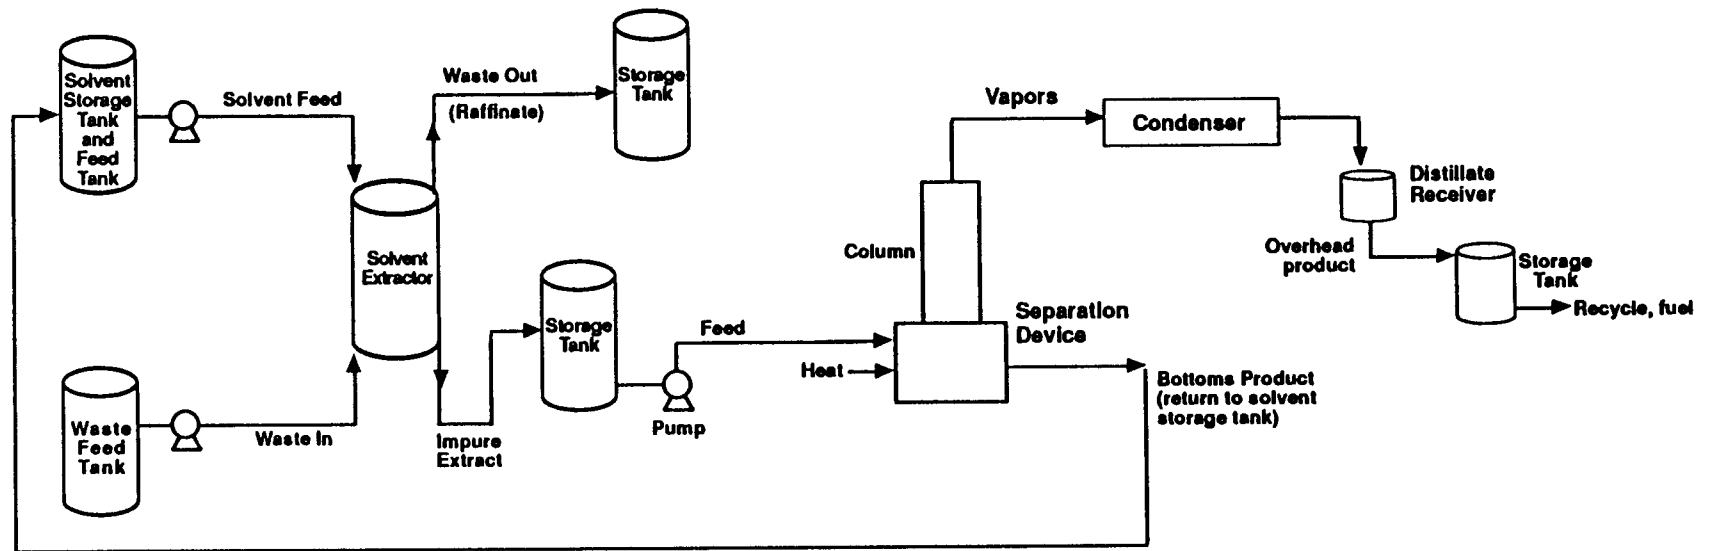 Solvent
Storage
Tank
and
Feed
Tank
Solvent Feed
Waste Out
(Raffinate)
Storage
Tank
Solvent
Extractor
Waste
Feed
Tank
Waste In
Impure
Extract
Storage
Tank
Pump
Feed
Heat
Column
Separation
Device
Vapors
Condenser
Distillate
Receiver
Overhead
product
Storage
Tank
Recycle, fuel
Bottoms Product
(return to solvent
storage tank)